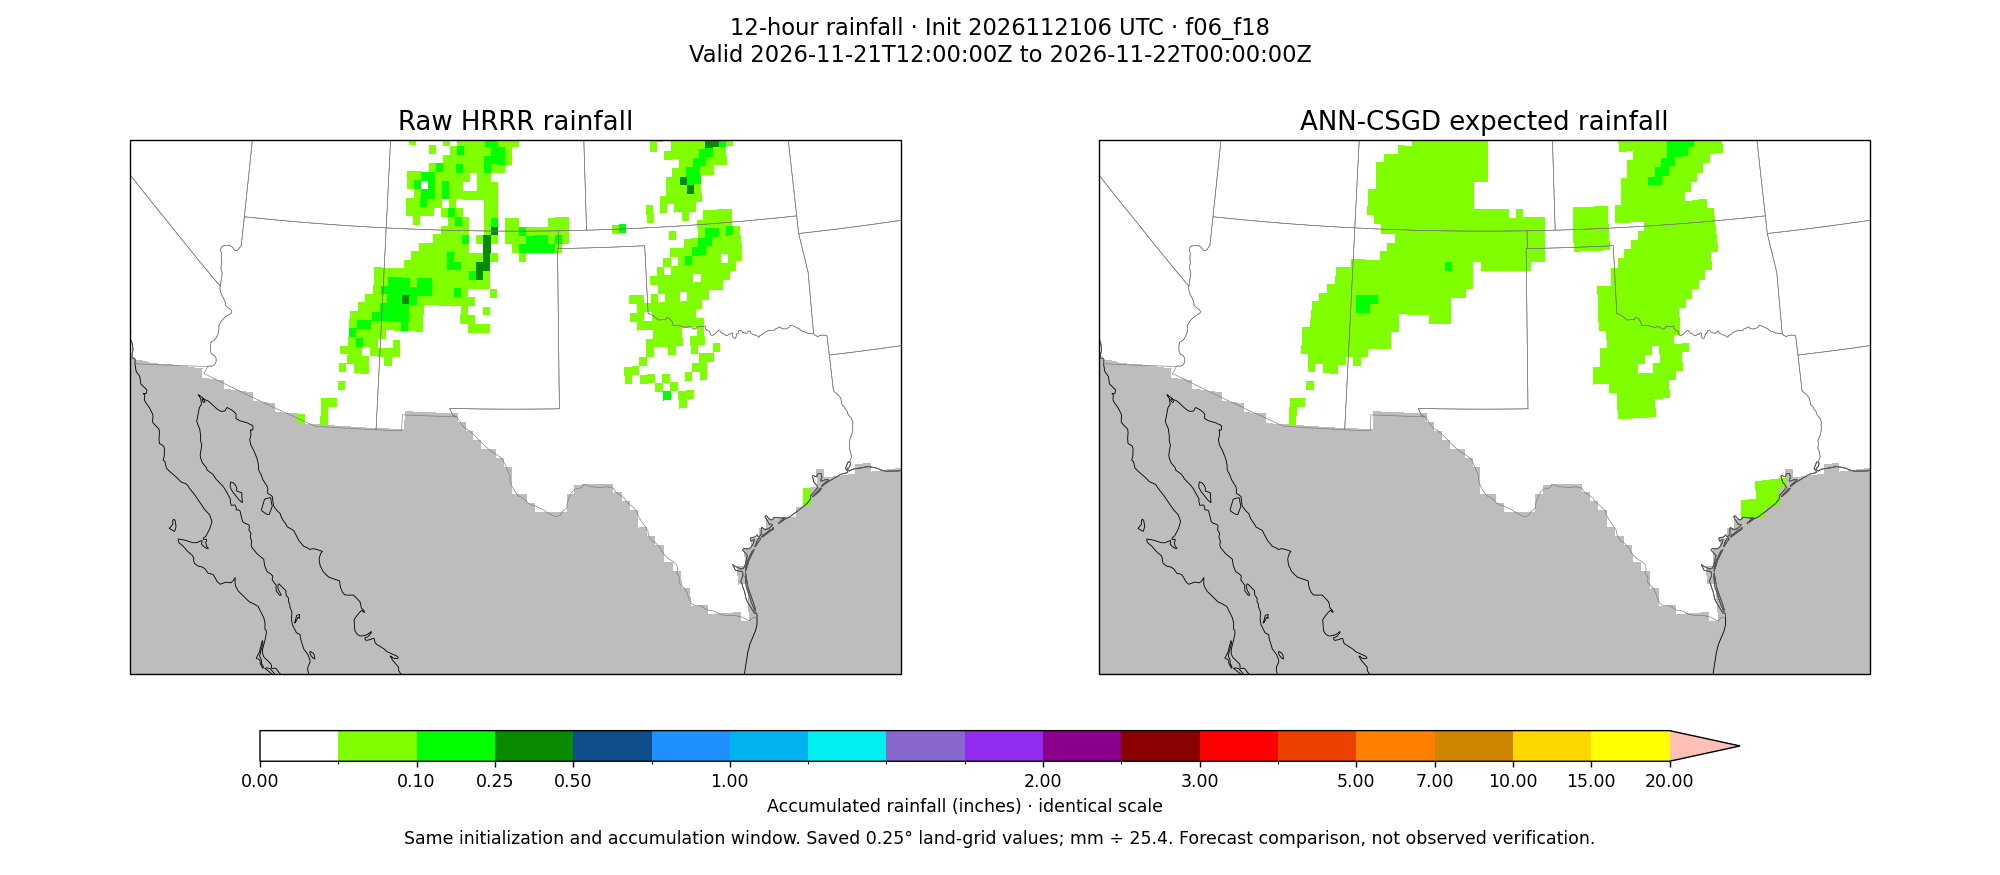 12-hour rainfall · Init 2026112106 UTC · f06_f18
Valid 2026-11-21T12:00:00Z to 2026-11-22T00:00:00Z
Raw HRRR rainfall
ANN-CSGD expected rainfall
0.00 0.10 0.25 0.50 1.00 2.00 3.00 5.00 7.00 10.00 15.00 20.00
Accumulated rainfall (inches) · identical scale
Same initialization and accumulation window. Saved 0.25° land-grid values; mm ÷ 25.4. Forecast comparison, not observed verification.